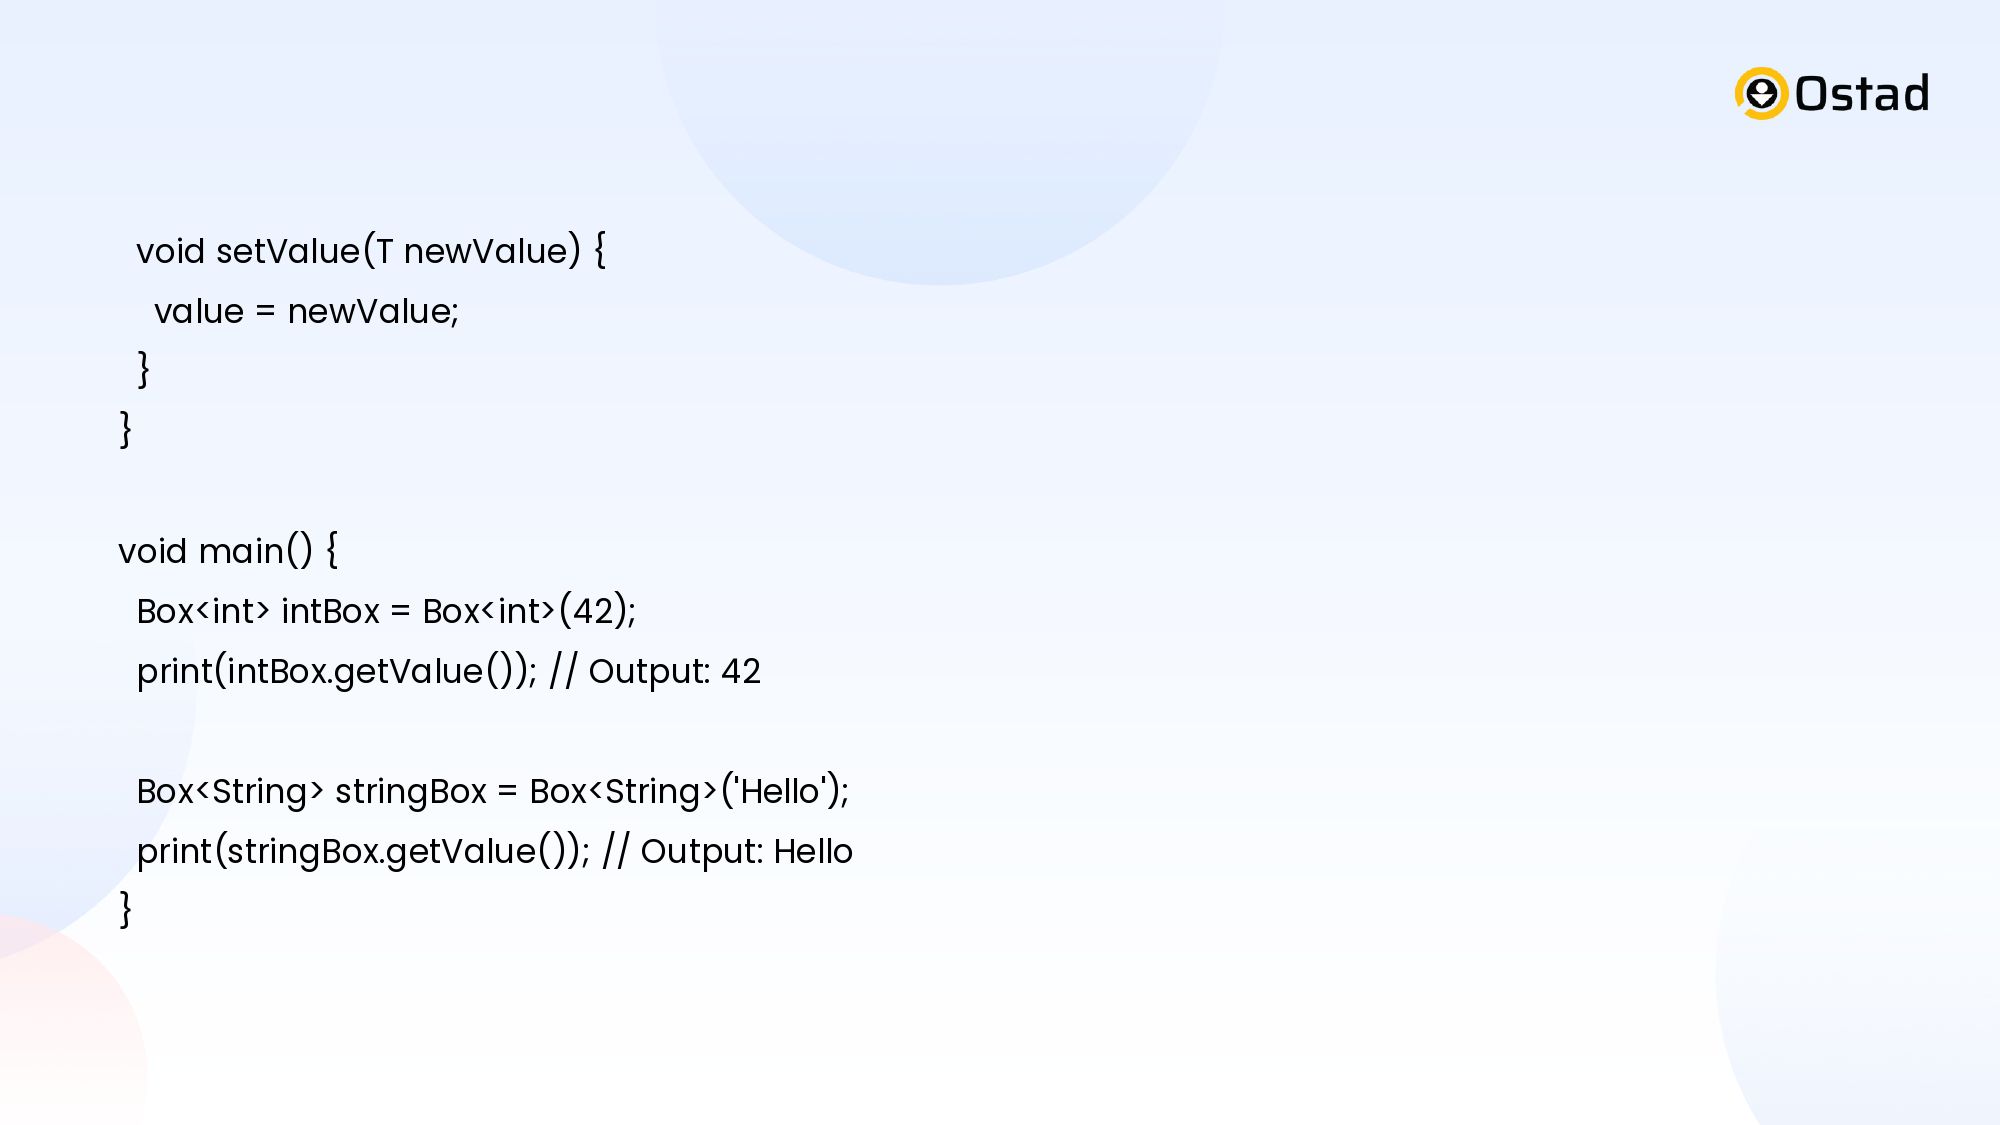 Ostad
void setValue(T newValue) {
value = newValue;
}
}
void main() {
Box<int> intBox = Box<int>(42);
print(intBox.getValue()); // Output: 42
Box<String> stringBox = Box<String>('Hello');
print(stringBox.getValue()); // Output: Hello
}